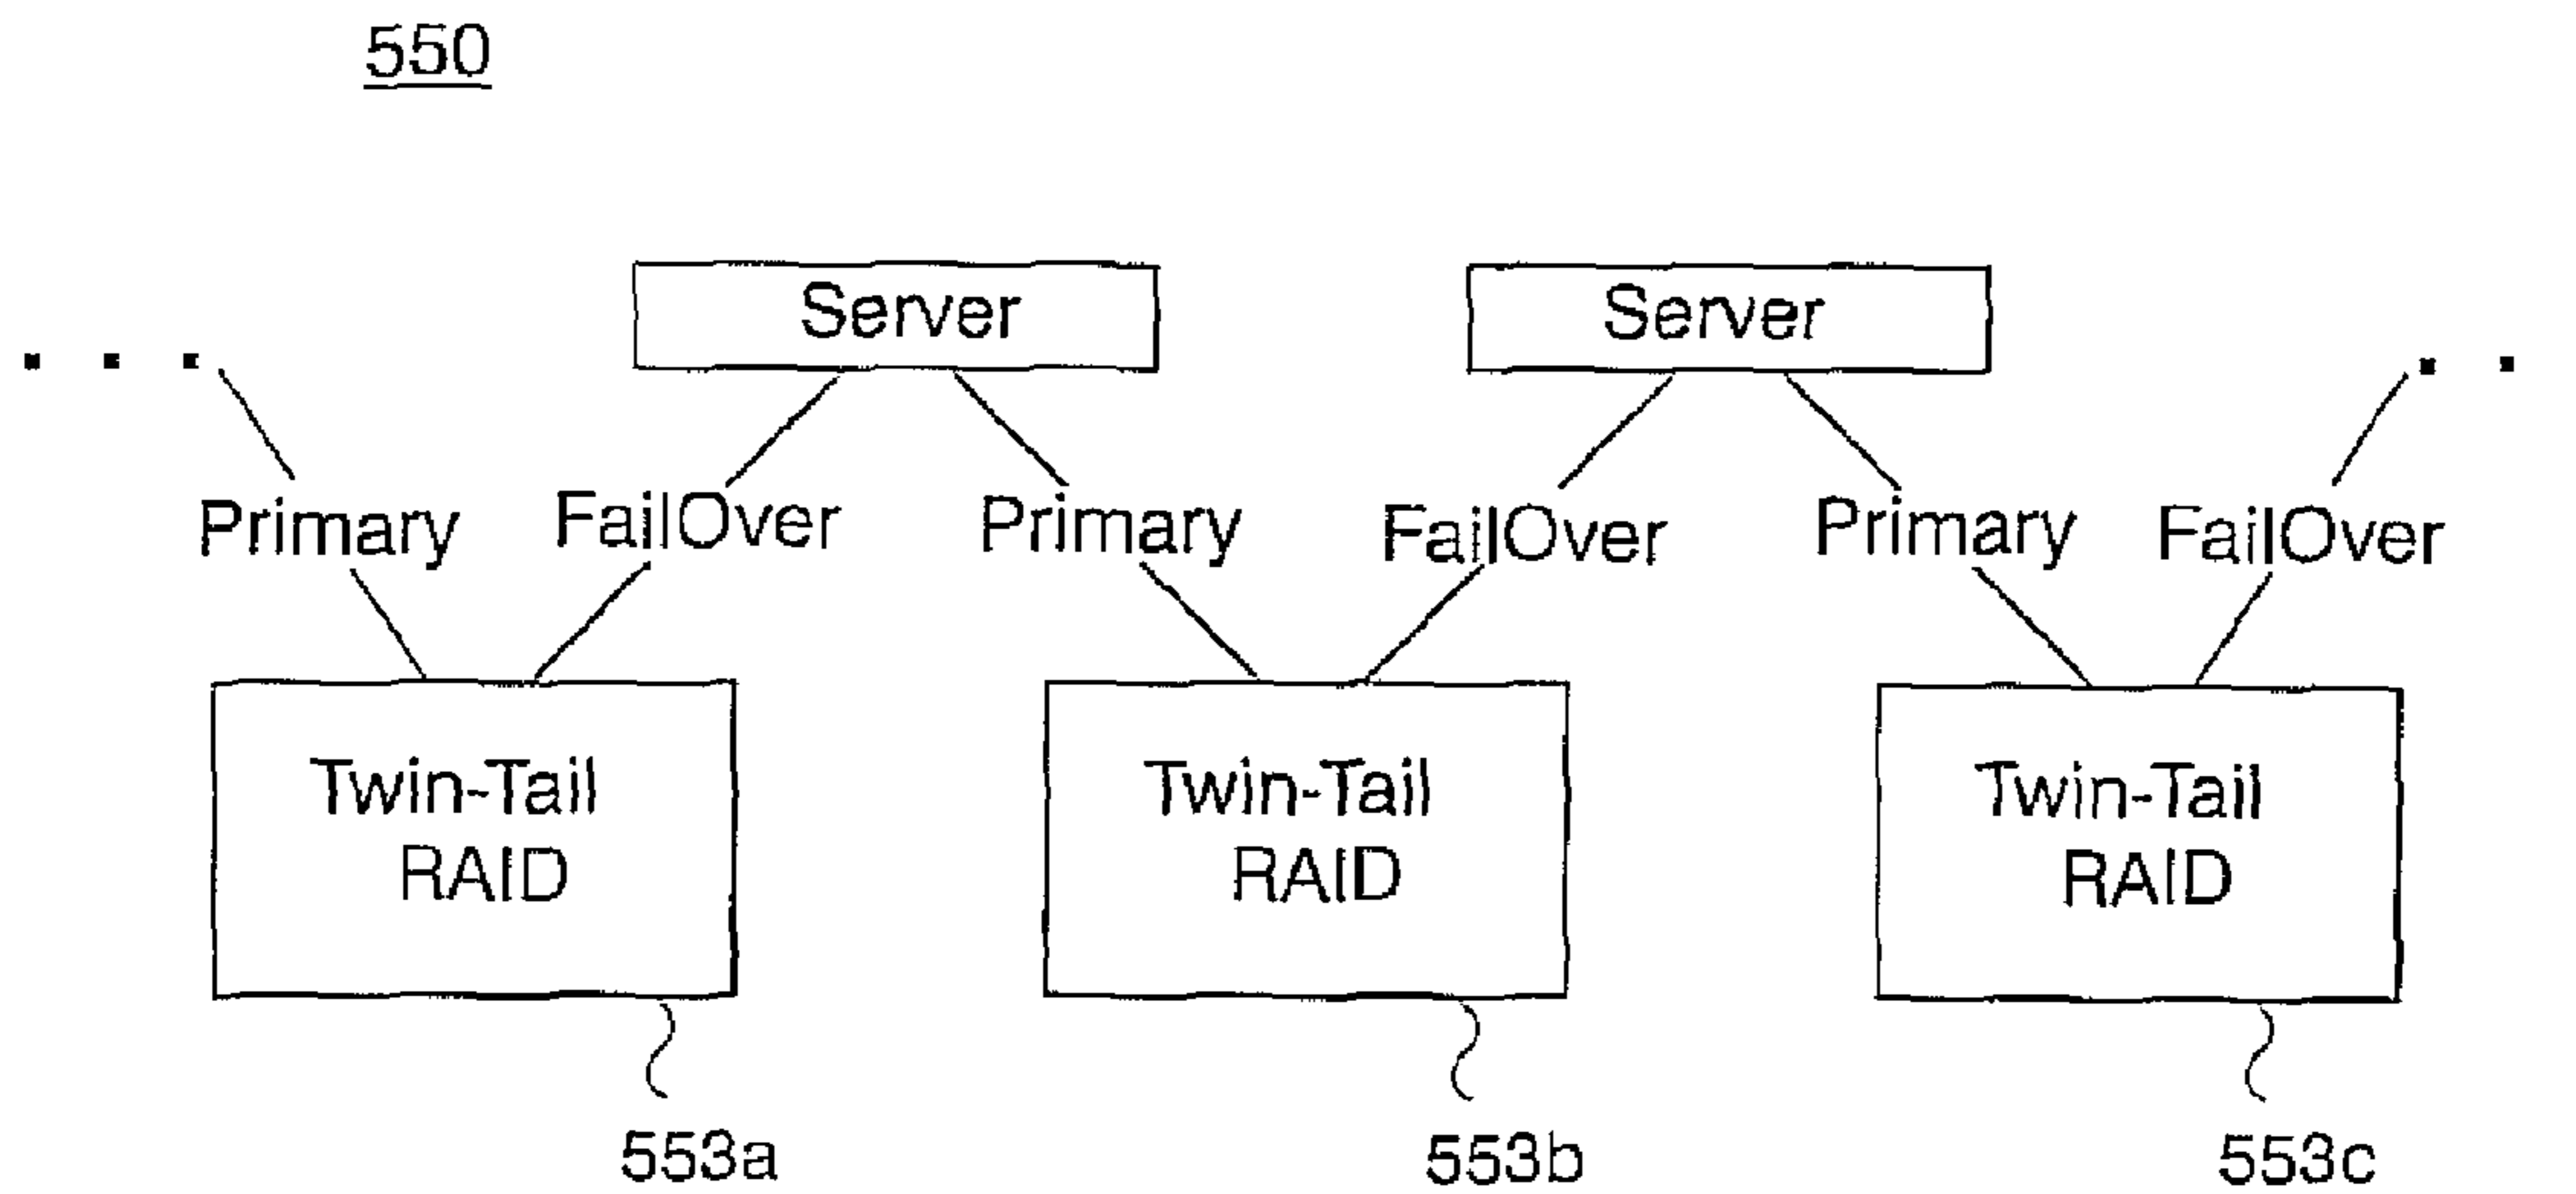 550
Server
Server
Primary
FailOver
Primary
FailOver
Primary
FailOver
Twin-Tail
RAID
Twin-Tail
RAID
Twin-Tail
RAID
553a
553b
553c